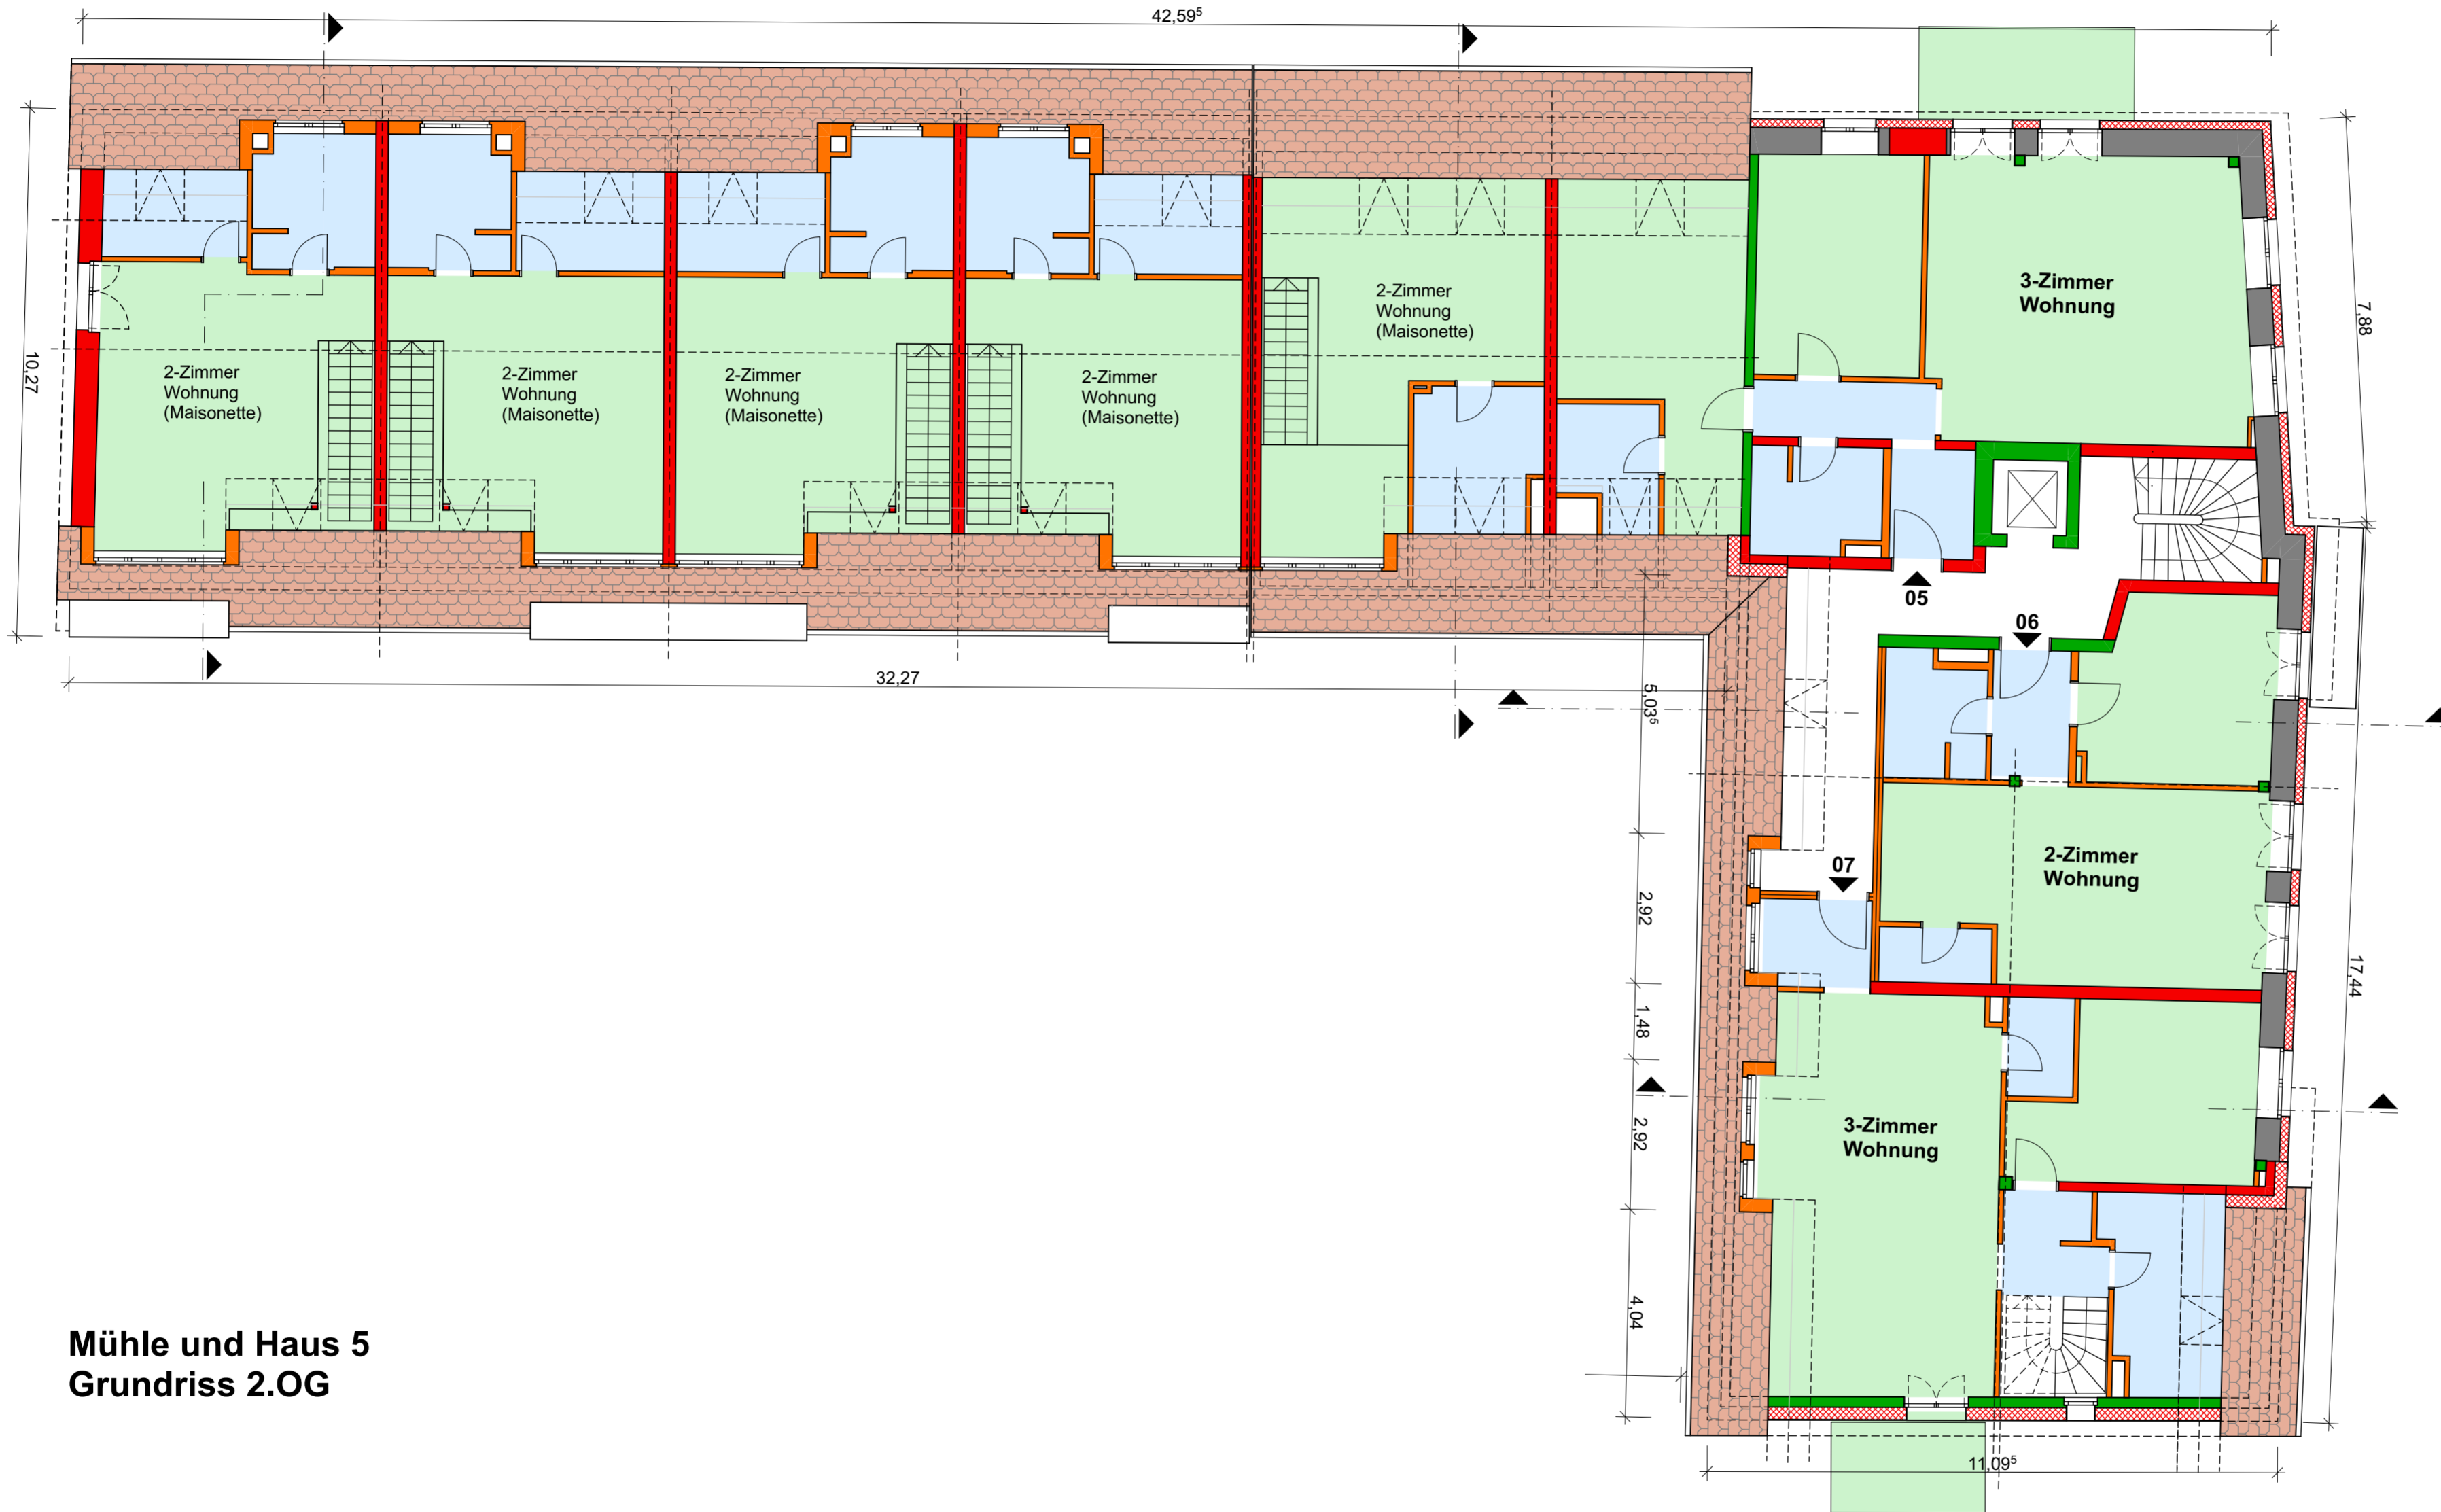 42,59⁵
10,27
7,88
3-Zimmer
Wohnung
2-Zimmer
Wohnung
(Maisonette)
2-Zimmer
Wohnung
(Maisonette)
2-Zimmer
Wohnung
(Maisonette)
2-Zimmer
Wohnung
(Maisonette)
2-Zimmer
Wohnung
(Maisonette)
05
06
32,27
5,03⁵
07
2-Zimmer
Wohnung
2,92
17,44
1,48
3-Zimmer
Wohnung
2,92
4,04
11,09⁵
Mühle und Haus 5
Grundriss 2.OG